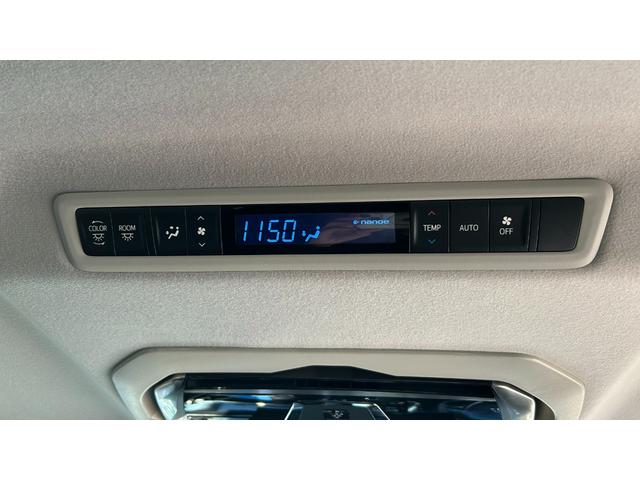 COLOR
ROOM
1150
nanoe
TEMP
AUTO
OFF